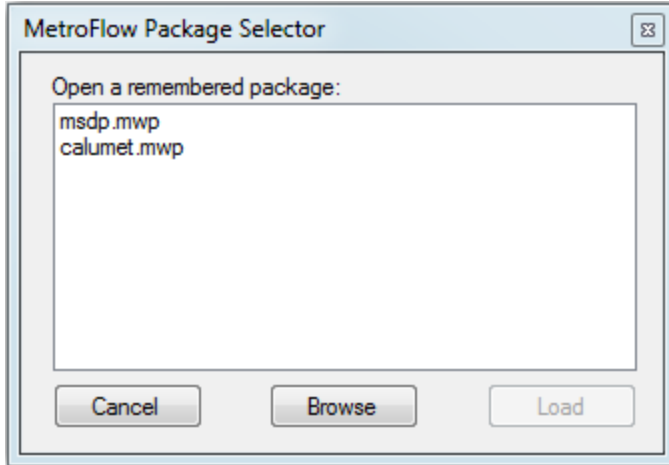 MetroFlow Package Selector
Open a remembered package:
msdp.mwp
calumet.mwp
Cancel Browse Load